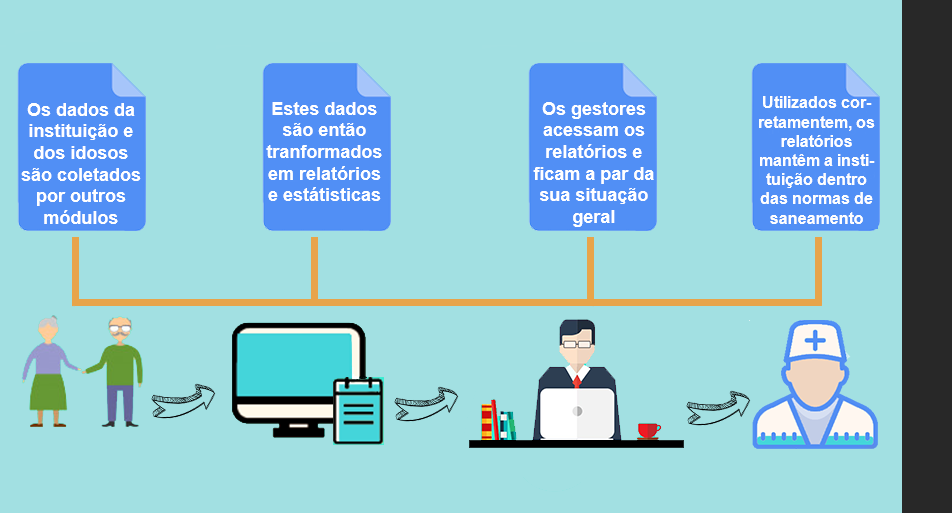 Os dados da
instituição e
dos idosos
são coletados
por outros
módulos
Estes dados
são então
tranformados
em relatórios
e estátisticas
Os gestores
acessam os
relatórios e
ficam a par da
sua situação
geral
Utilizados cor-
retamentem, os
relatórios
mantêm a insti-
tuição dentro
das normas de
saneamento